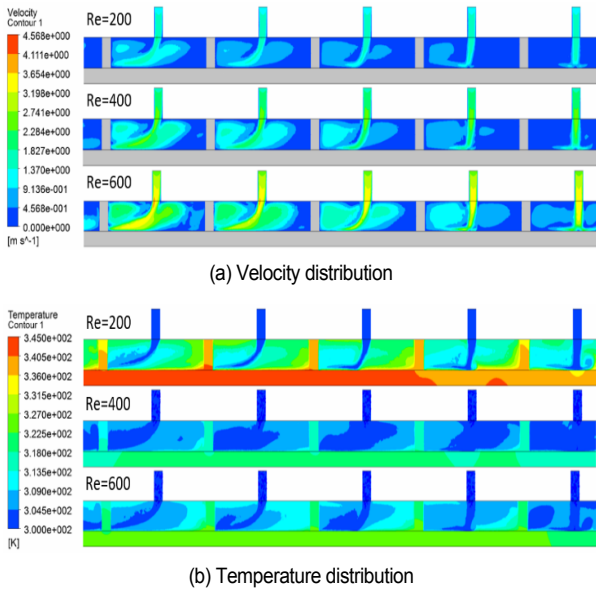 Velocity
Contour 1
4.568e+000
4.111e+000
3.654e+000
3.198e+000
2.741e+000
2.284e+000
1.827e+000
1.370e+000
9.136e-001
4.568e-001
0.000e+000
[m s^-1]
Re=200
Re=400
Re=600
(a) Velocity distribution
Temperature
Contour 1
3.450e+002
3.405e+002
3.360e+002
3.315e+002
3.270e+002
3.225e+002
3.180e+002
3.135e+002
3.090e+002
3.045e+002
3.000e+002
[K]
Re=200
Re=400
Re=600
(b) Temperature distribution